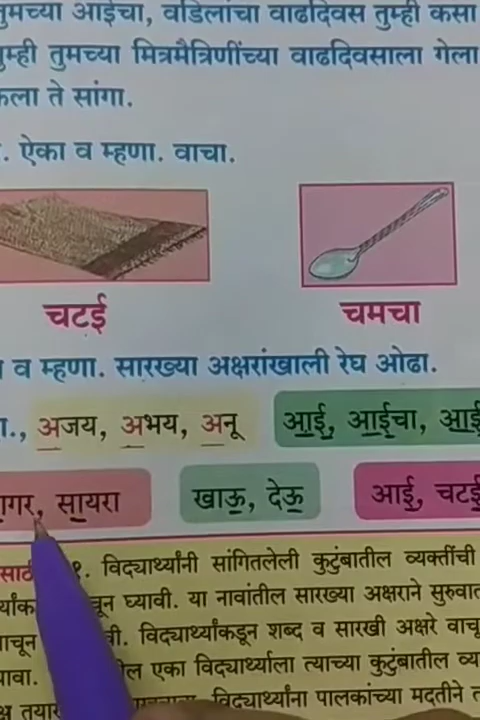 तुमच्या आईचा, वडिलांचा वाढदिवस तुम्ही कसा
तुम्ही तुमच्या मित्रमैत्रिणींच्या वाढदिवसाला गेला
ते सांगा.
ऐका व म्हणा. वाचा.
चटई चमचा
व म्हणा. सारख्या अक्षरांखाली रेघ ओढा.
अजय, अभय, अनू आई, आईचा, आई
सायरा खाऊ, देऊ आई, चटई
१. विद्यार्थ्यांनी सांगितलेली कुटुंबातील व्यक्तींची
घ्यावी. या नावांतील सारख्या अक्षराने
विद्यार्थ्यांकडून शब्द व सारखी अक्षरे
एका विद्यार्थ्याला त्याच्या कुटुंबातील
विद्यार्थ्यांना पालकांच्या मदतीने